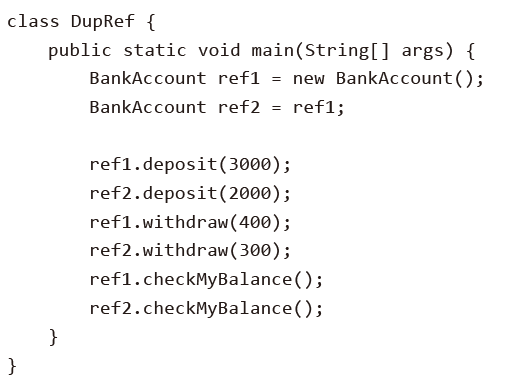 class DupRef {
    public static void main(String[] args) {
        BankAccount ref1 = new BankAccount();
        BankAccount ref2 = ref1;

        ref1.deposit(3000);
        ref2.deposit(2000);
        ref1.withdraw(400);
        ref2.withdraw(300);
        ref1.checkMyBalance();
        ref2.checkMyBalance();
    }
}